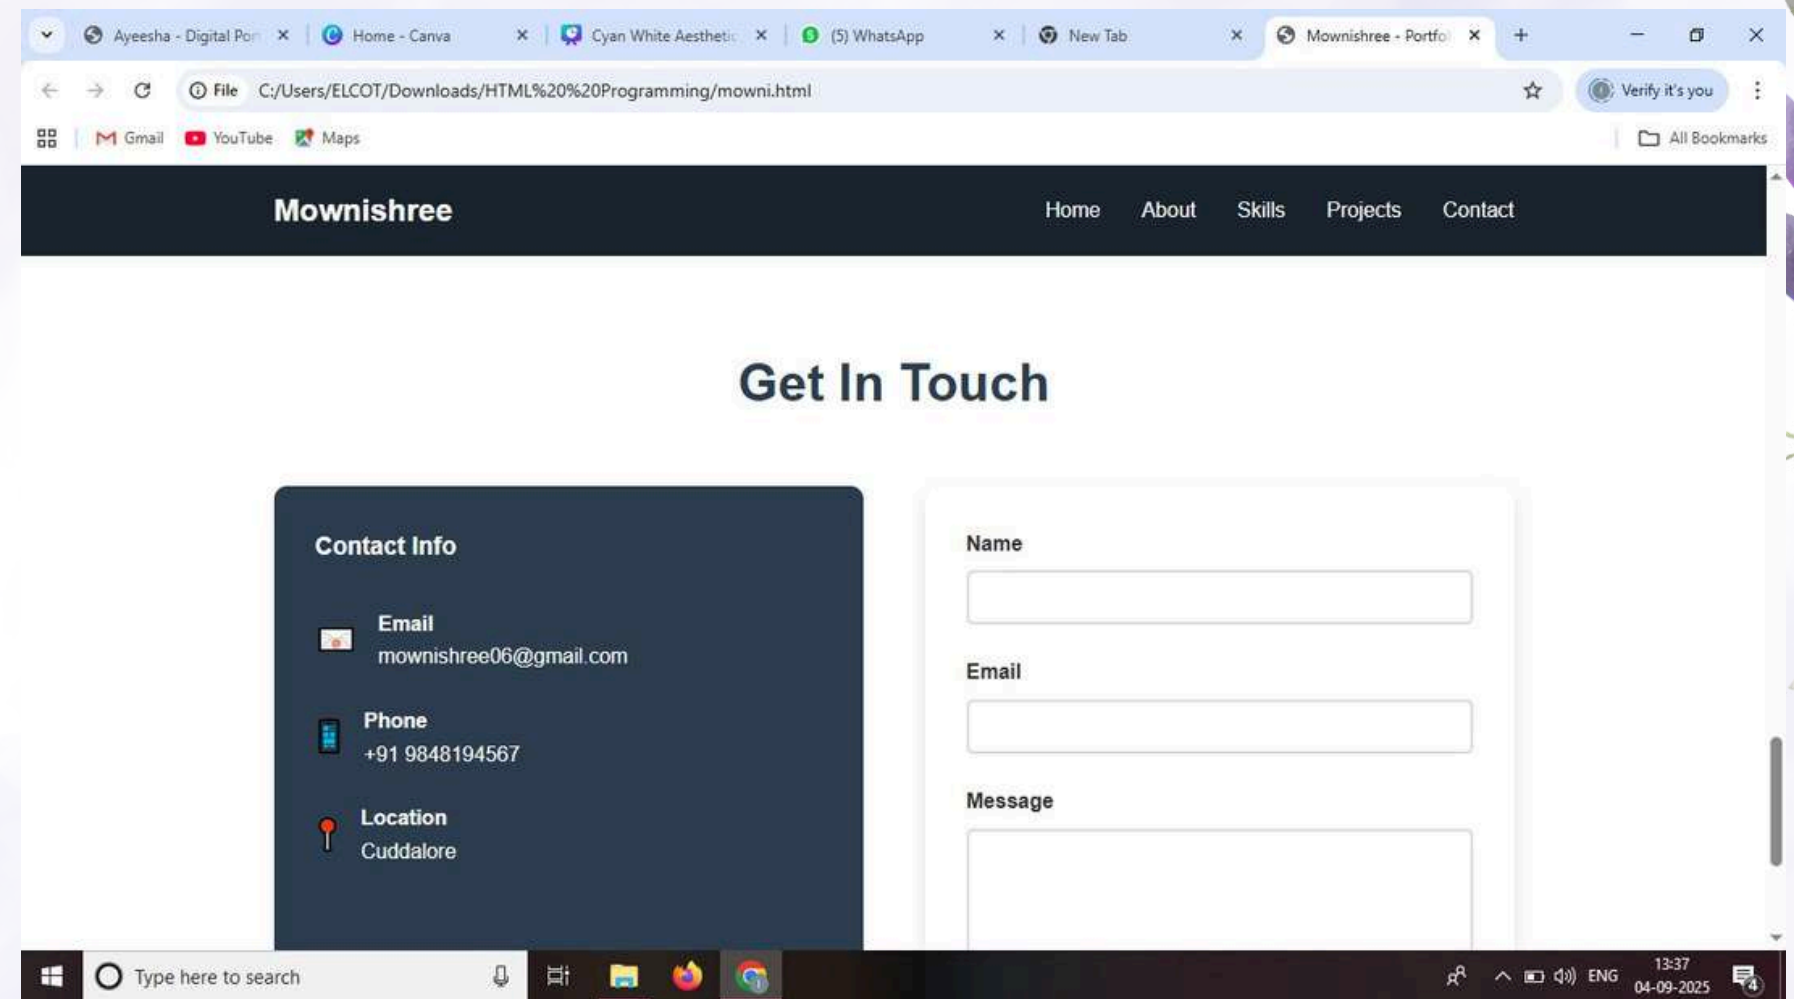 Ayeesha - Digital Por
Home - Canva
Cyan White Aesthetic
(5) WhatsApp
New Tab
Mownishree - Portfol
File C:/Users/ELCOT/Downloads/HTML%20%20Programming/mowni.html
Verify it's you
Gmail YouTube Maps
All Bookmarks
Mownishree
Home About Skills Projects Contact
Get In Touch
Contact Info
Email
mownishree06@gmail.com
Phone
+91 9848194567
Location
Cuddalore
Name
Email
Message
Type here to search
ENG
13:37
04-09-2025
4